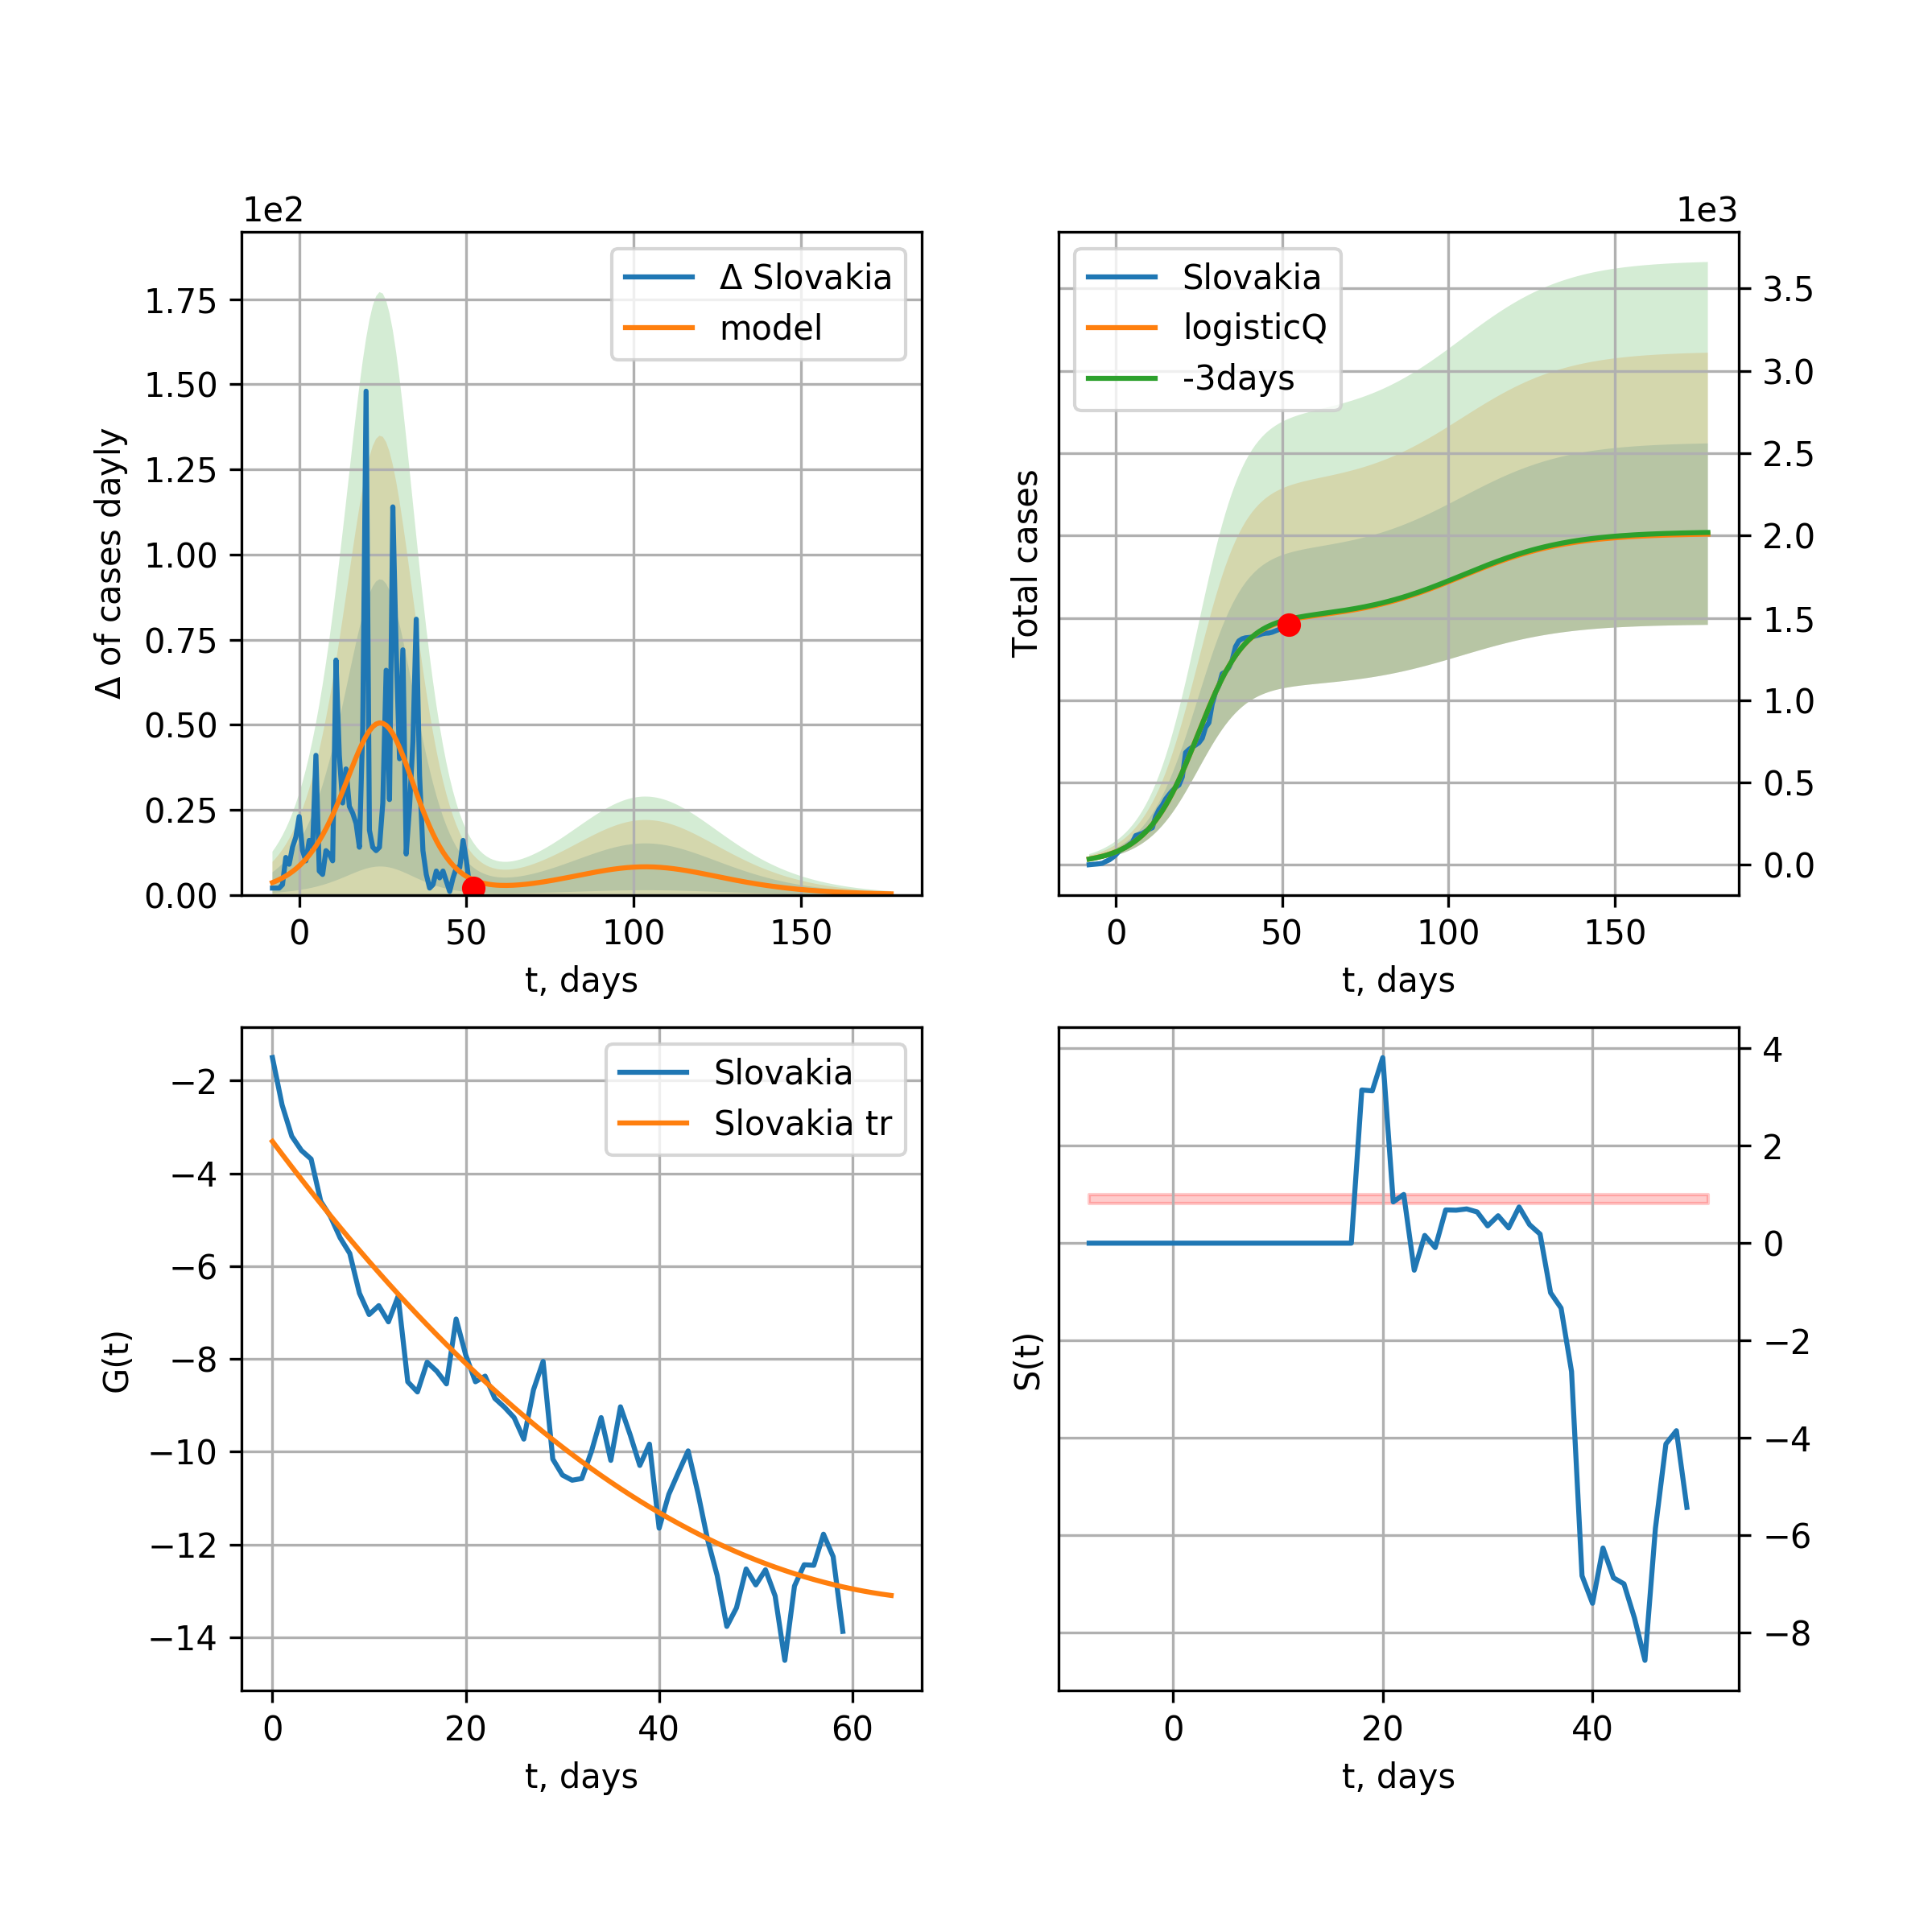 1e2
Δ Slovakia
model
1.75
1.50
1.25
1.00
0.75
0.50
0.25
0.00
0
50
100
150
t, days
Δ of cases dayly
1e3
Slovakia
logisticQ
-3days
3.5
3.0
2.5
2.0
1.5
1.0
0.5
0.0
0
50
100
150
t, days
Total cases
Slovakia
Slovakia tr
−2
−4
−6
−8
−10
−12
−14
0
20
40
60
t, days
G(t)
4
2
0
−2
−4
−6
−8
0
20
40
t, days
S(t)